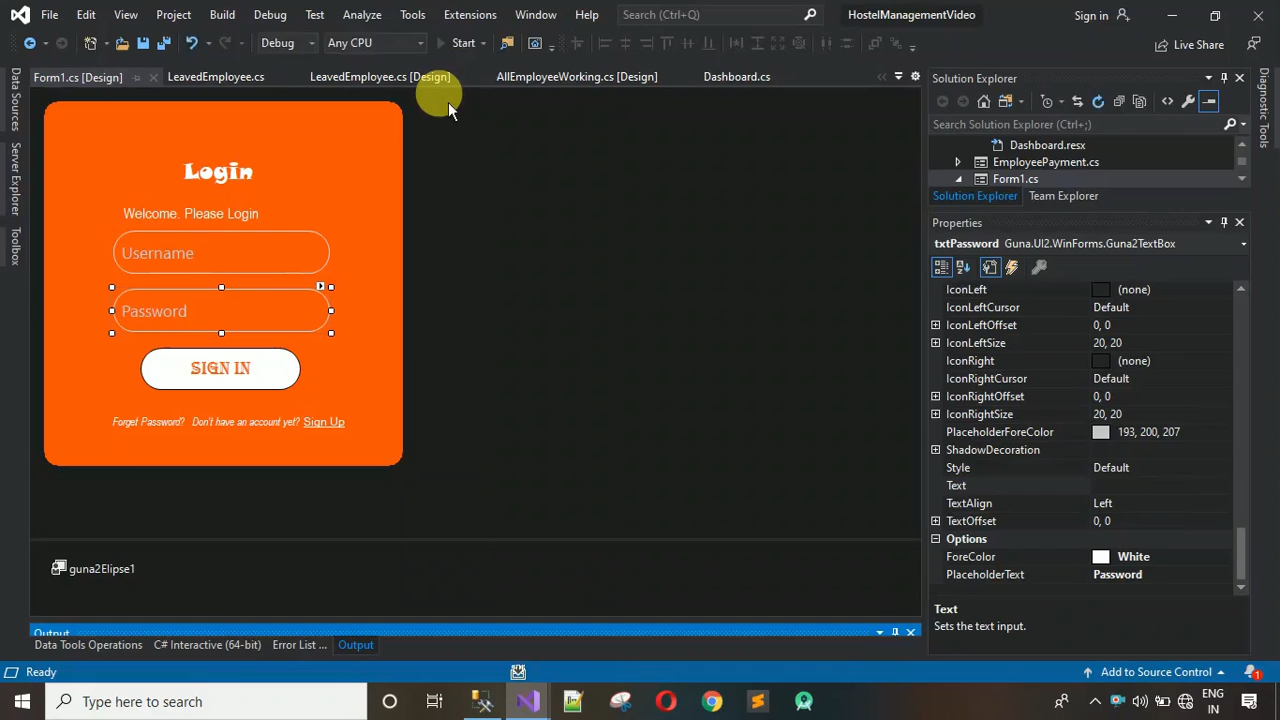 File Edit View Project Build Debug Test Analyze Tools Extensions Window Help Search (Ctrl+Q) HostelManagementVideo Sign in
Debug Any CPU Start Live Share
Form1.cs [Design] LeavedEmployee.cs LeavedEmployee.cs [Design] AllEmployeeWorking.cs [Design] Dashboard.cs
Data Sources
Server Explorer
Toolbox
Login
Welcome. Please Login
Username
Password
SIGN IN
Forget Password? Don't have an account yet? Sign Up
guna2Elipse1
Output
Data Tools Operations C# Interactive (64-bit) Error List ... Output
Solution Explorer
Search Solution Explorer (Ctrl+;)
Dashboard.resx
EmployeePayment.cs
Form1.cs
Solution Explorer Team Explorer
Properties
txtPassword Guna.UI2.WinForms.Guna2TextBox
IconLeft (none)
IconLeftCursor Default
IconLeftOffset 0, 0
IconLeftSize 20, 20
IconRight (none)
IconRightCursor Default
IconRightOffset 0, 0
IconRightSize 20, 20
PlaceholderForeColor 193, 200, 207
ShadowDecoration
Style Default
Text
TextAlign Left
TextOffset 0, 0
Options
ForeColor White
PlaceholderText Password
Text
Sets the text input.
Diagnostic Tools
Ready Add to Source Control 1
Type here to search ENG
IN